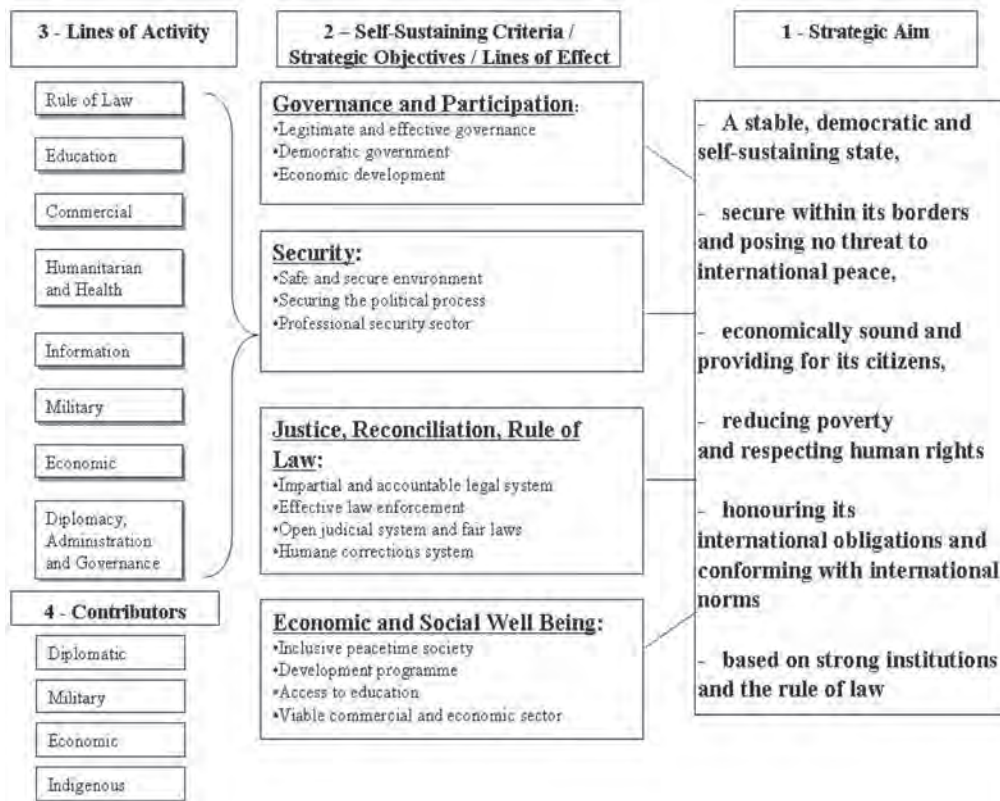 3 - Lines of Activity
Rule of Law
Education
Commercial
Humanitarian
and Health
Information
Military
Economic
Diplomacy,
Administration
and Governance
4 - Contributors
Diplomatic
Military
Economic
Indigenous
2 – Self-Sustaining Criteria /
Strategic Objectives / Lines of Effect
Governance and Participation:
•Legitimate and effective governance
•Democratic government
•Economic development
Security:
•Safe and secure environment
•Securing the political process
•Professional security sector
Justice, Reconciliation, Rule of
Law:
•Impartial and accountable legal system
•Effective law enforcement
•Open judicial system and fair laws
•Humane corrections system
Economic and Social Well Being:
•Inclusive peacetime society
•Development programme
•Access to education
•Viable commercial and economic sector
1 - Strategic Aim
- A stable, democratic and
self-sustaining state,
- secure within its borders
and posing no threat to
international peace,
- economically sound and
providing for its citizens,
- reducing poverty
and respecting human rights
- honouring its
international obligations and
conforming with international
norms
- based on strong institutions
and the rule of law